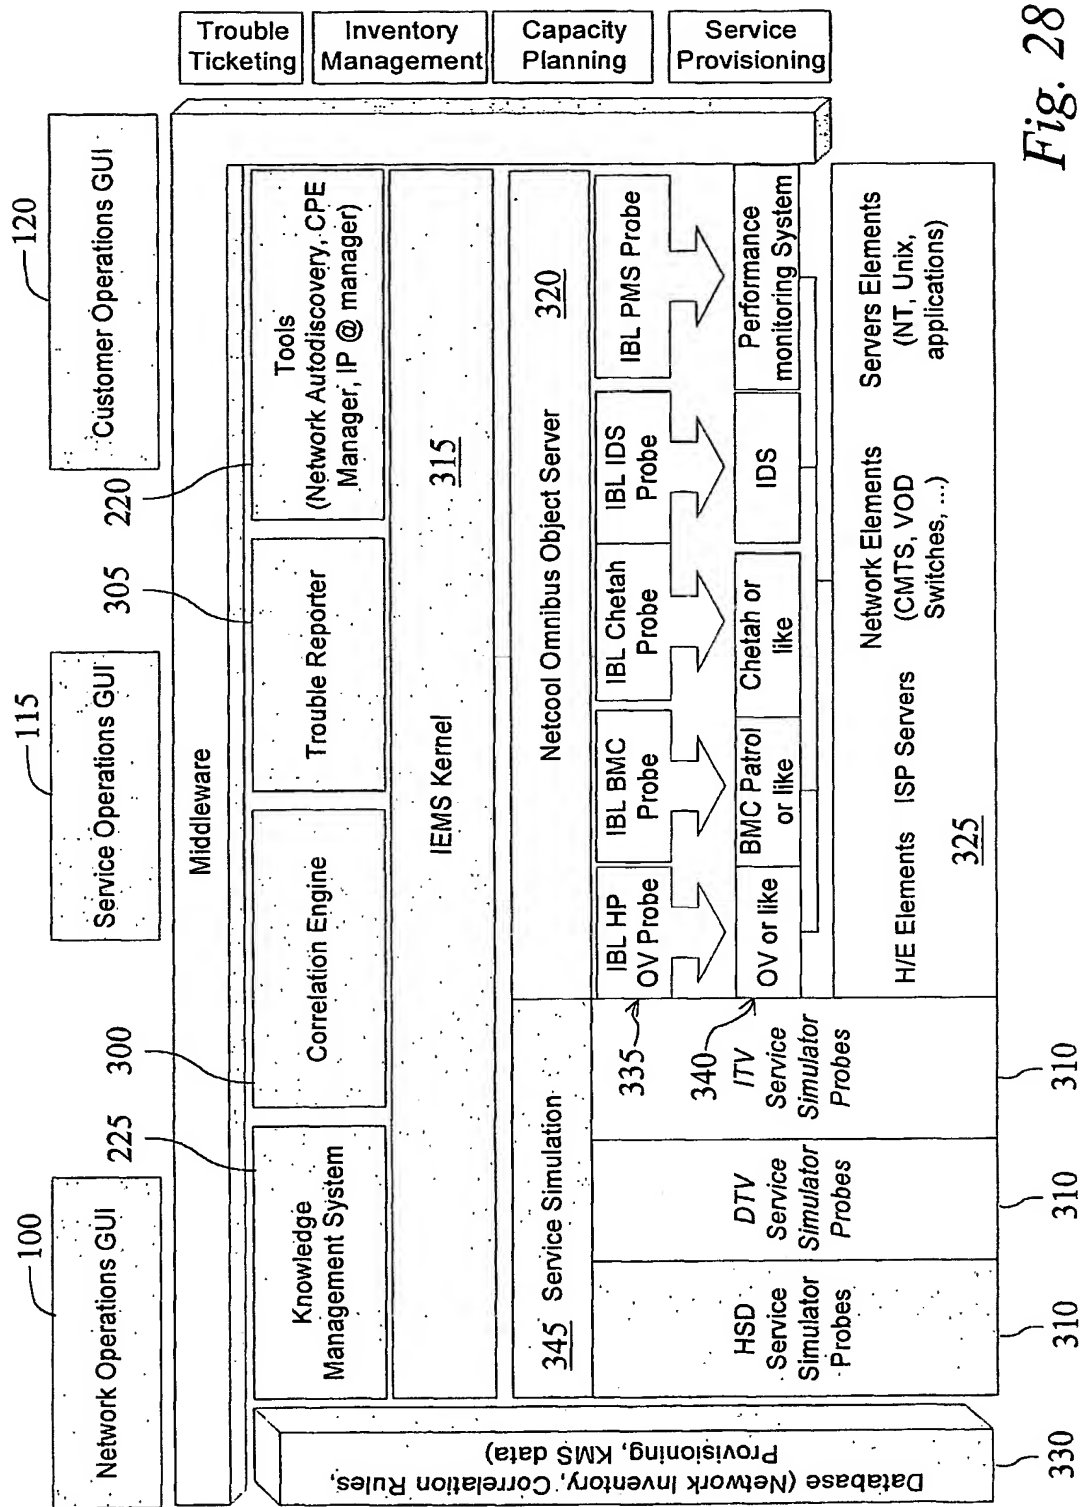 100
115
120
Network Operations GUI
Service Operations GUI
Customer Operations GUI
Middleware
225
300
305
220
Knowledge
Management System
Correlation Engine
Trouble Reporter
Tools
(Network Autodiscovery, CPE
Manager, IP @ manager)
IEMS Kernel
315
345 Service Simulation
Netcool Omnibus Object Server
320
HSD
Service
Simulator
Probes
DTV
Service
Simulator
Probes
ITV
Service
Simulator
Probes
335
340
IBL HP
OV Probe
IBL BMC
Probe
IBL Chetah
Probe
IBL IDS
Probe
IBL PMS Probe
OV or like
BMC Patrol
or like
Chetah or
like
IDS
Performance
monitoring System
H/E Elements
ISP Servers
Network Elements
(CMTS, VOD
Switches, ...)
Servers Elements
(NT, Unix,
applications)
325
Database (Network Inventory, Correlation Rules,
Provisioning, KMS data)
330
310
310
310
Trouble
Ticketing
Inventory
Management
Capacity
Planning
Service
Provisioning
Fig. 28